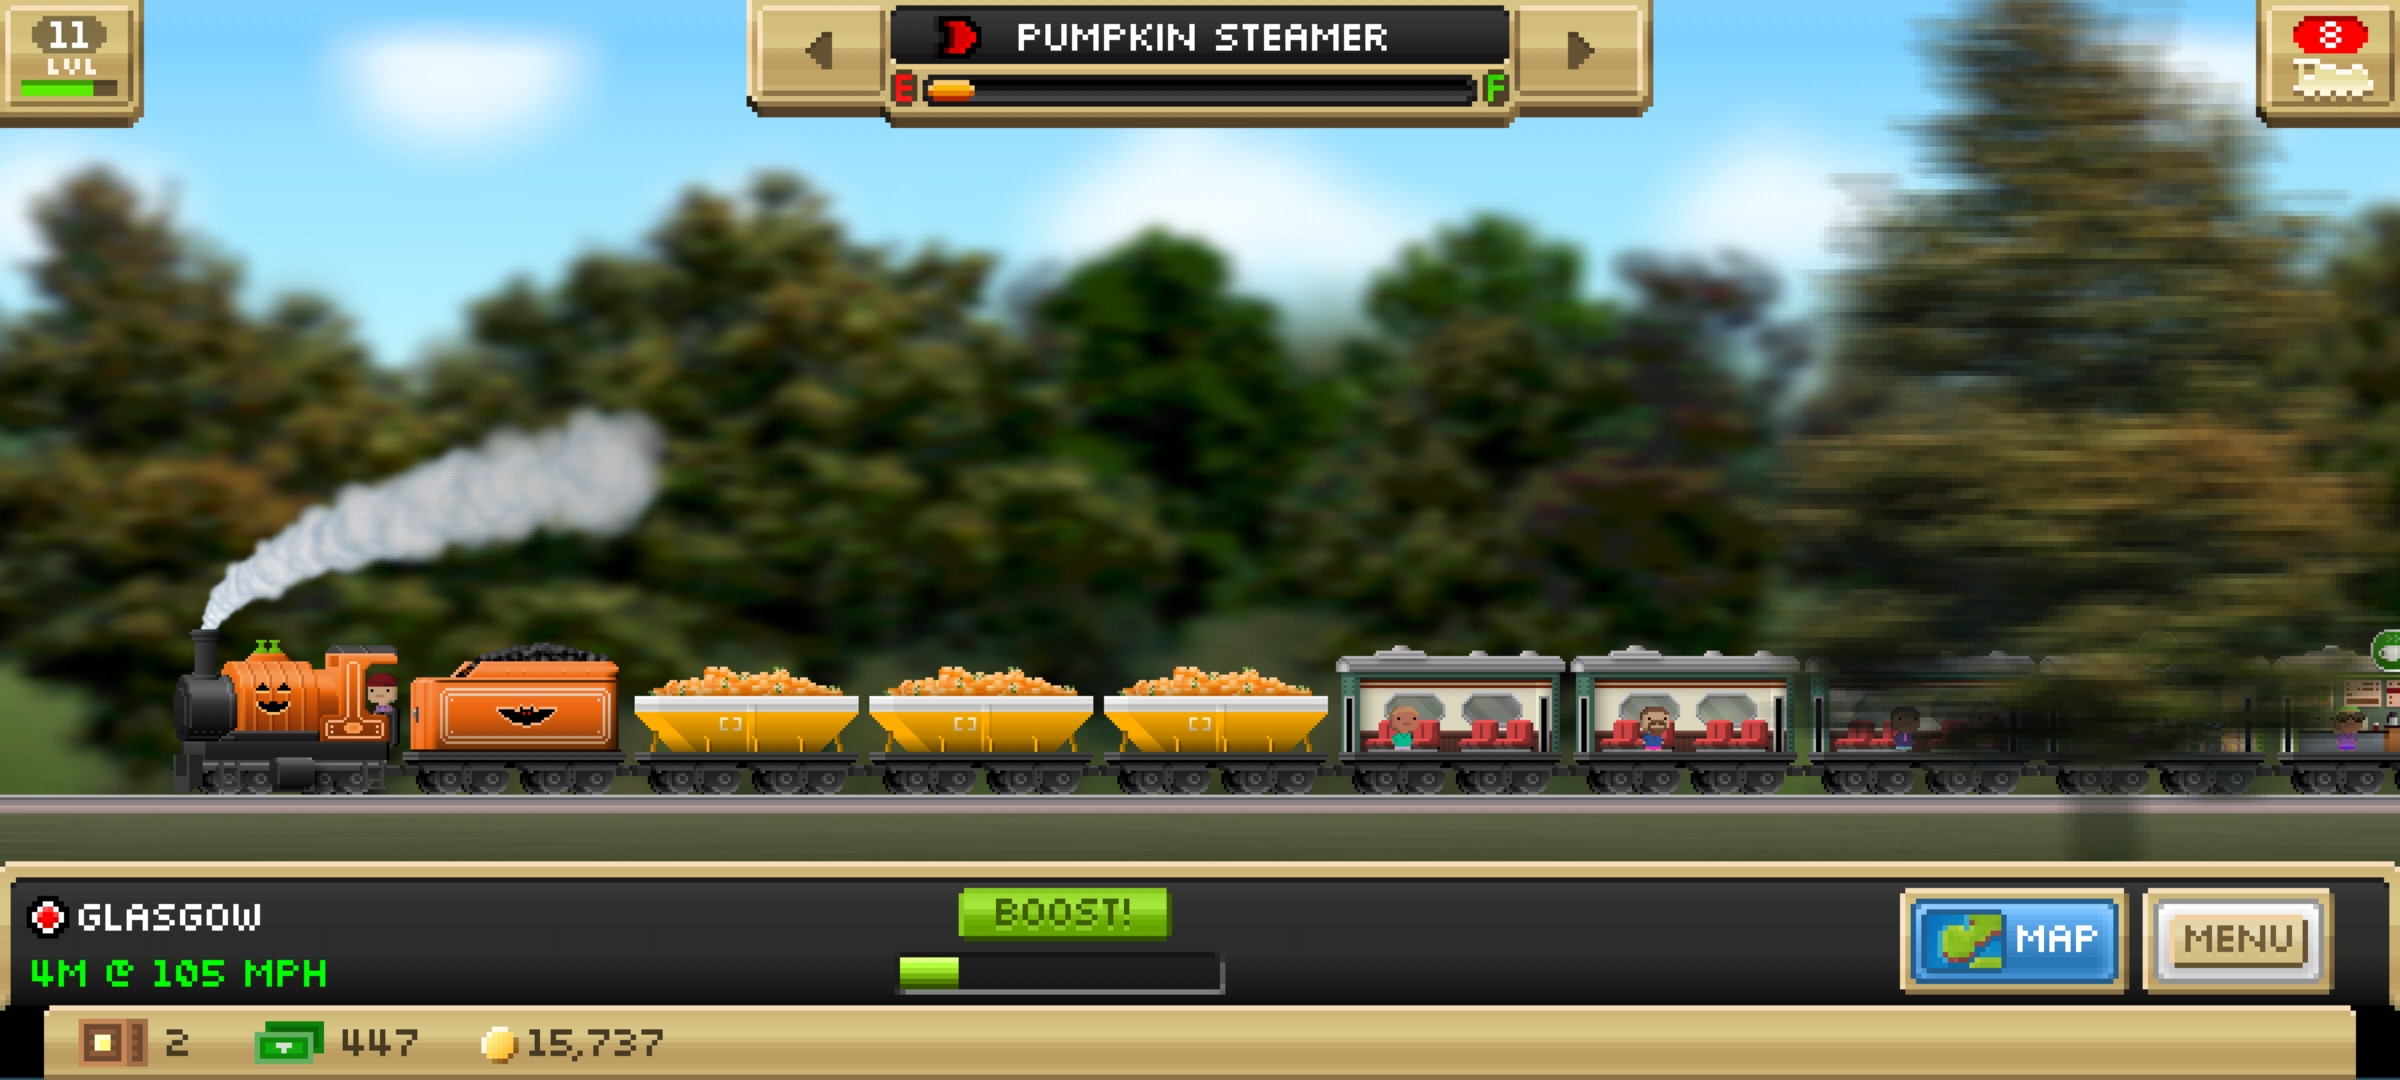 11
LVL
PUMPKIN STEAMER
E F
8
GLASGOW
4M @ 105 MPH
BOOST!
MAP
MENU
2
447
15,737